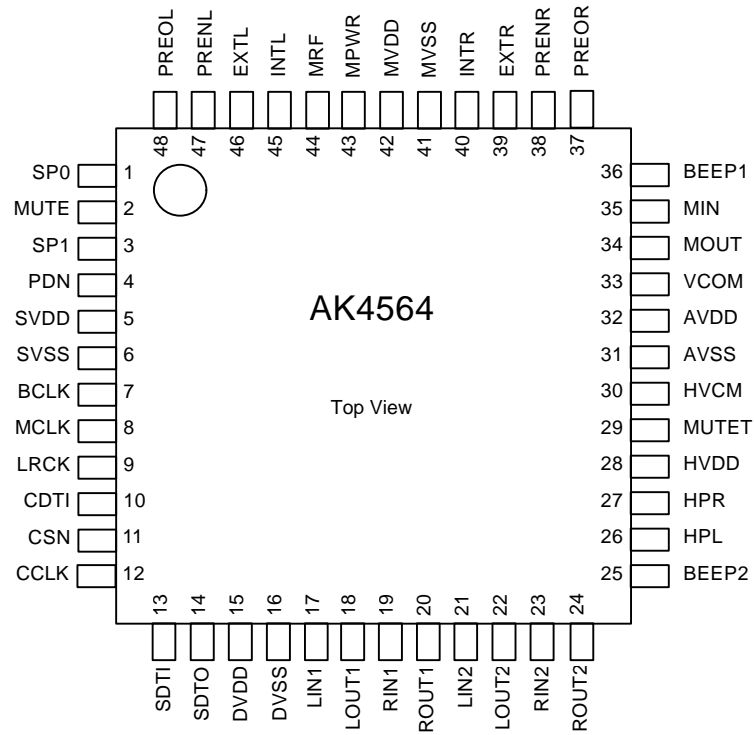 PREOL
PRENL
EXTL
INTL
MRF
MPWR
MVDD
MVSS
INTR
EXTR
PRENR
PREOR
48
47
46
45
44
43
42
41
40
39
38
37
SP0 1
MUTE 2
SP1 3
PDN 4
SVDD 5
SVSS 6
BCLK 7
MCLK 8
LRCK 9
CDTI 10
CSN 11
CCLK 12
AK4564
Top View
36 BEEP1
35 MIN
34 MOUT
33 VCOM
32 AVDD
31 AVSS
30 HVCM
29 MUTET
28 HVDD
27 HPR
26 HPL
25 BEEP2
13
14
15
16
17
18
19
20
21
22
23
24
SDTI
SDTO
DVDD
DVSS
LIN1
LOUT1
RIN1
ROUT1
LIN2
LOUT2
RIN2
ROUT2